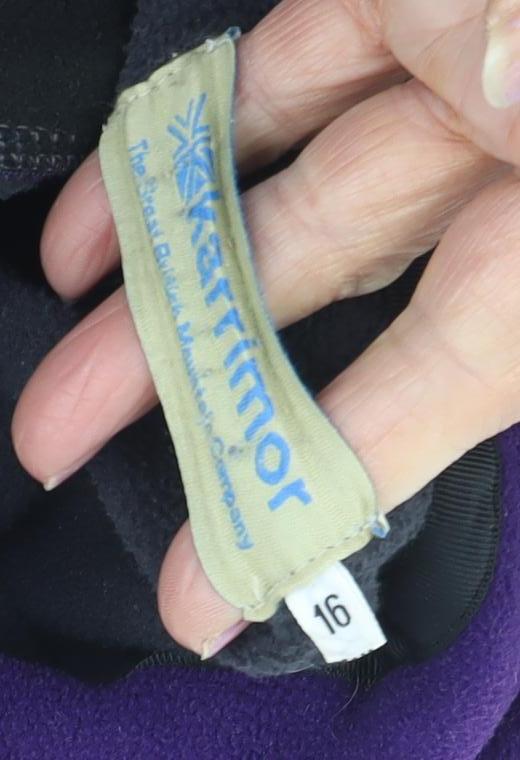 karrimor
The Great British Mountain Company
16